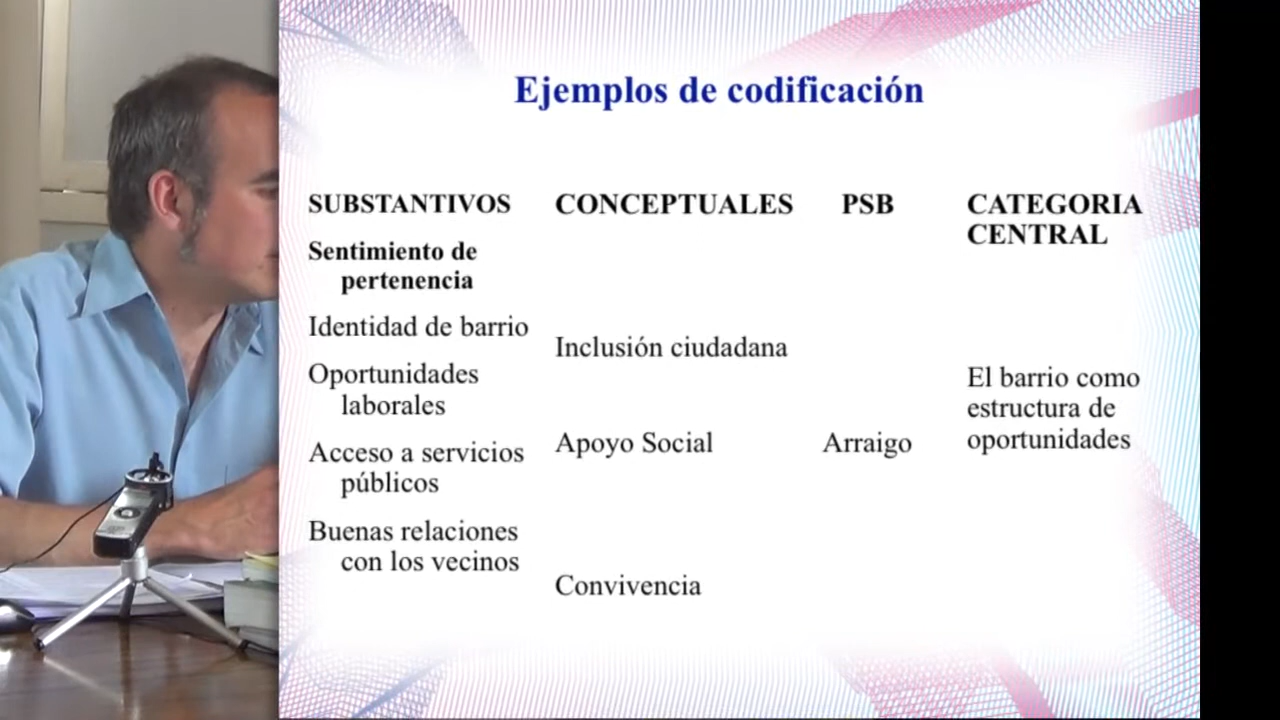 Ejemplos de codificación
SUBSTANTIVOS
Sentimiento de
pertenencia
Identidad de barrio
Oportunidades
laborales
Acceso a servicios
públicos
Buenas relaciones
con los vecinos
CONCEPTUALES
Inclusión ciudadana
Apoyo Social
Convivencia
PSB
Arraigo
CATEGORIA
CENTRAL
El barrio como
estructura de
oportunidades